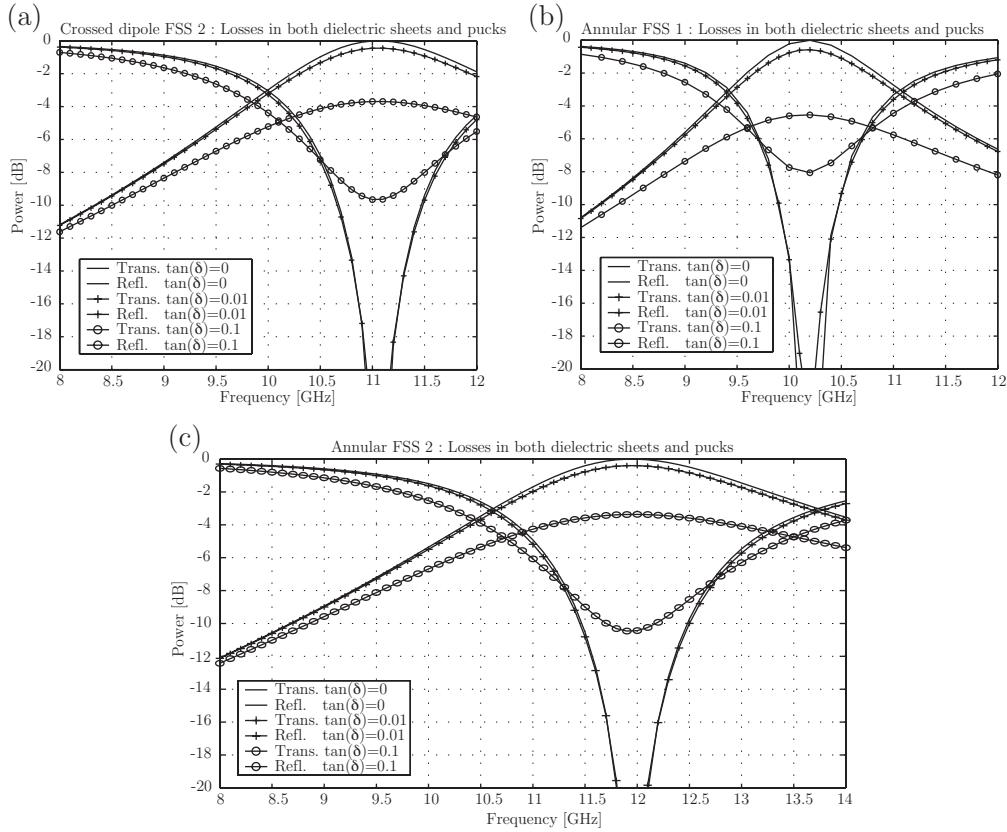 (a)
Crossed dipole FSS 2 : Losses in both dielectric sheets and pucks
0
-2
-4
-6
-8
-10
-12
-14
-16
-18
-20
Power [dB]
Trans. tan(δ)=0
Refl. tan(δ)=0
Trans. tan(δ)=0.01
Refl. tan(δ)=0.01
Trans. tan(δ)=0.1
Refl. tan(δ)=0.1
8 8.5 9.0 9.5 10 10.5 11 11.5 12
Frequency [GHz]
(b)
Annular FSS 1 : Losses in both dielectric sheets and pucks
0
-2
-4
-6
-8
-10
-12
-14
-16
-18
-20
Power [dB]
Trans. tan(δ)=0
Refl. tan(δ)=0
Trans. tan(δ)=0.01
Refl. tan(δ)=0.01
Trans. tan(δ)=0.1
Refl. tan(δ)=0.1
8 8.5 9.0 9.5 10 10.5 11 11.5 12
Frequency [GHz]
(c)
Annular FSS 2 : Losses in both dielectric sheets and pucks
0
-2
-4
-6
-8
-10
-12
-14
-16
-18
-20
Power [dB]
Trans. tan(δ)=0
Refl. tan(δ)=0
Trans. tan(δ)=0.01
Refl. tan(δ)=0.01
Trans. tan(δ)=0.1
Refl. tan(δ)=0.1
8 8.5 9.0 9.5 10 10.5 11 11.5 12 12.5 13 13.5 14
Frequency [GHz]